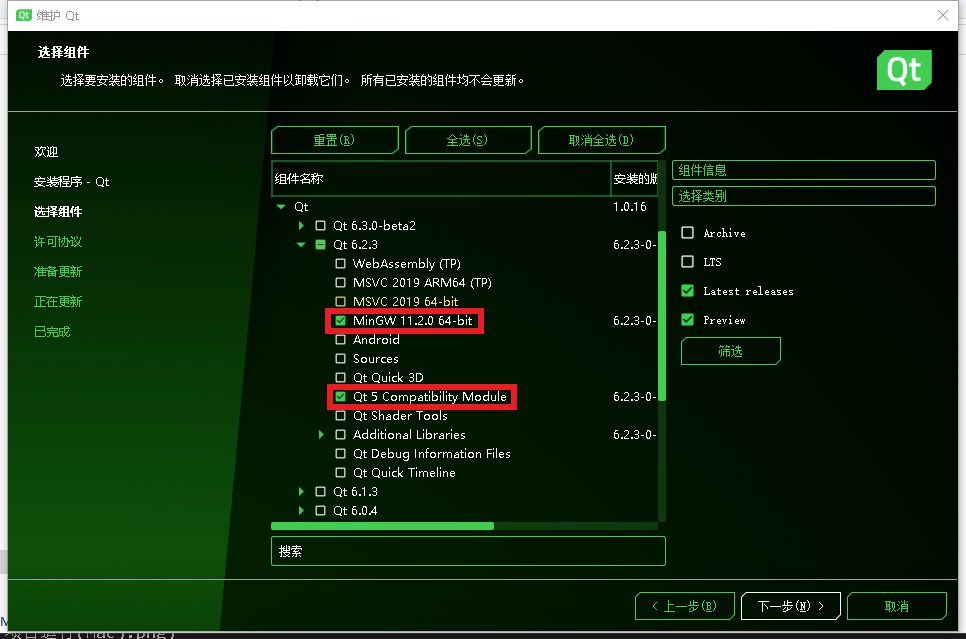 Qt 维护 Qt
选择组件
选择要安装的组件。 取消选择已安装组件以卸载它们。 所有已安装的组件均不会更新。
Qt
欢迎
安装程序 - Qt
选择组件
许可协议
准备更新
正在更新
已完成
重置(R) 全选(S) 取消全选(D)
组件名称 安装的版
Qt 1.0.16
Qt 6.3.0-beta2
Qt 6.2.3 6.2.3-0-
WebAssembly (TP)
MSVC 2019 ARM64 (TP)
MSVC 2019 64-bit
MinGW 11.2.0 64-bit 6.2.3-0-
Android
Sources
Qt Quick 3D
Qt 5 Compatibility Module 6.2.3-0-
Qt Shader Tools
Additional Libraries 6.2.3-0-
Qt Debug Information Files
Qt Quick Timeline
Qt 6.1.3
Qt 6.0.4
搜索
组件信息
选择类别
Archive
LTS
Latest releases
Preview
筛选
< 上一步(B) 下一步(N) > 取消